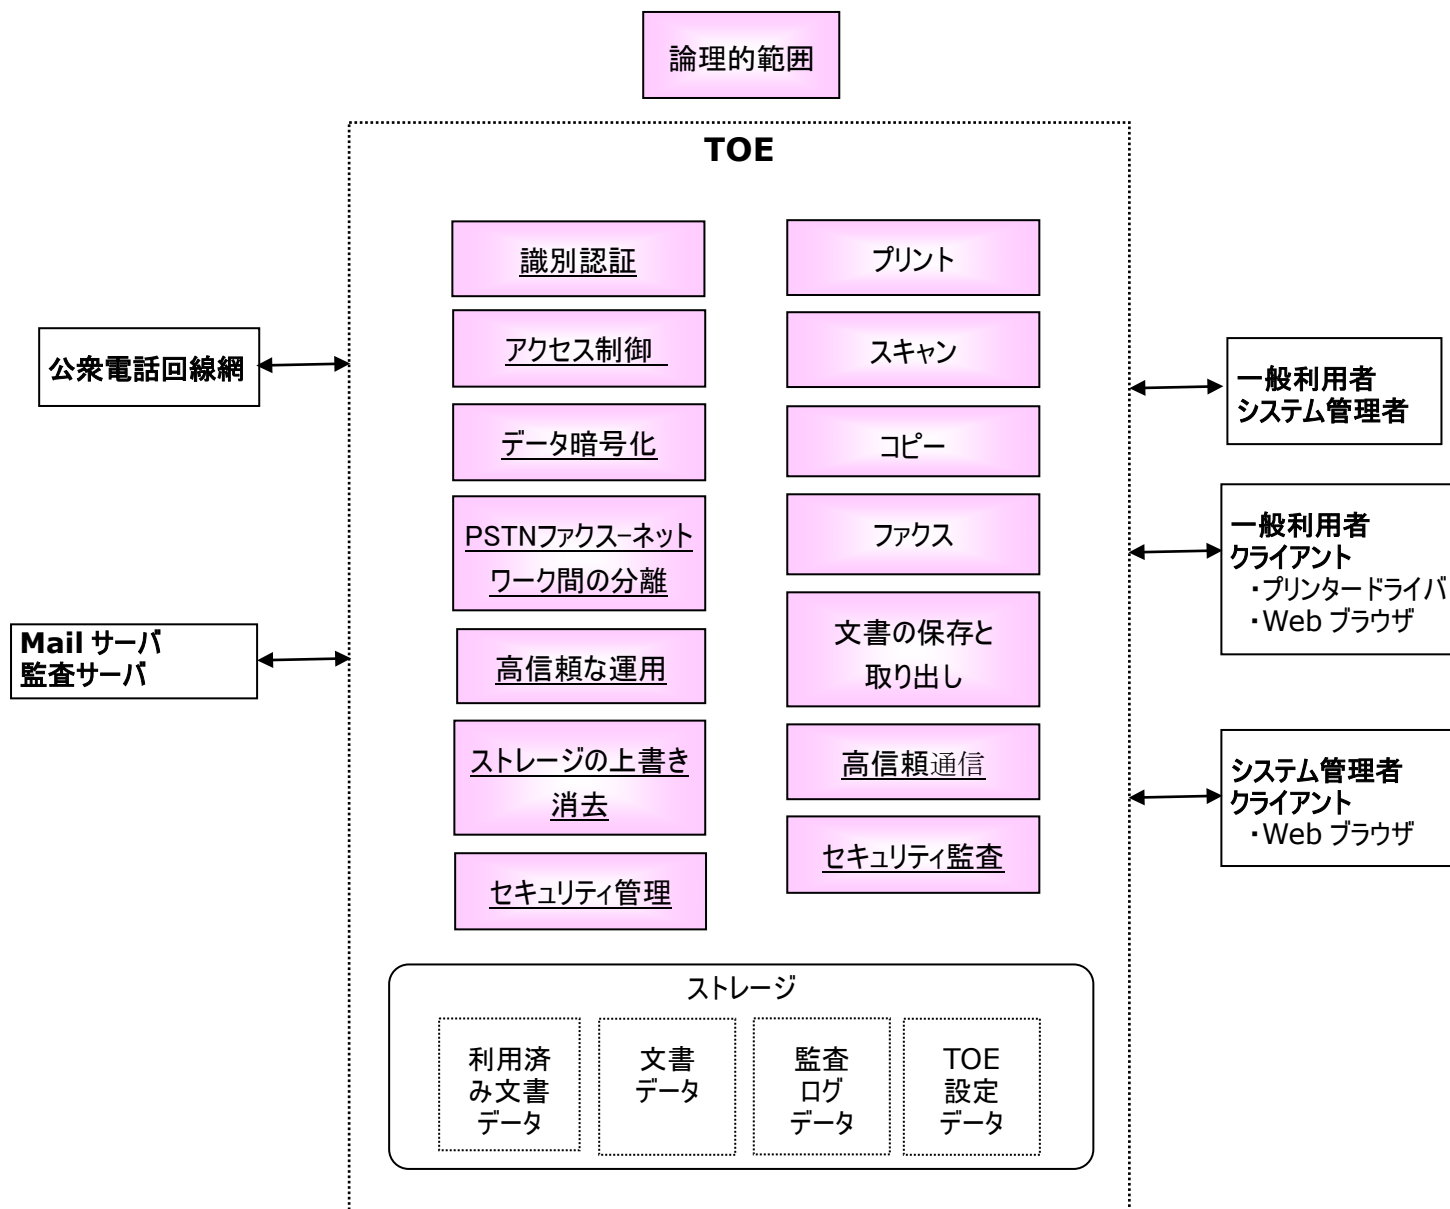 論理的範囲
TOE
識別認証
アクセス制御
データ暗号化
PSTNファクス-ネット
ワーク間の分離
高信頼な運用
ストレージの上書き
消去
セキュリティ管理
プリント
スキャン
コピー
ファクス
文書の保存と
取り出し
高信頼通信
セキュリティ監査
公衆電話回線網
Mail サーバ
監査サーバ
一般利用者
システム管理者
一般利用者
クライアント
・プリンタードライバ
・Web ブラウザ
システム管理者
クライアント
・Web ブラウザ
ストレージ
利用済
み文書
データ
文書
データ
監査
ログ
データ
TOE
設定
データ